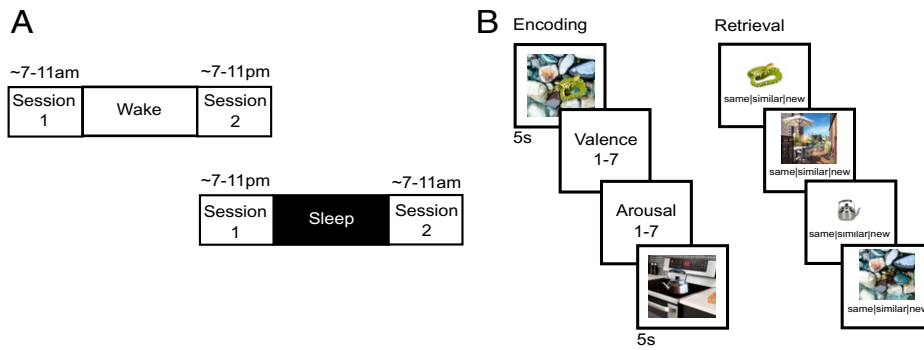 A
~7-11am
~7-11pm
Session
1
Wake
Session
2
~7-11pm
~7-11am
Session
1
Sleep
Session
2
B
Encoding
5s
Valence
1-7
Arousal
1-7
5s
Retrieval
same|similar|new
same|similar|new
same|similar|new
same|similar|new